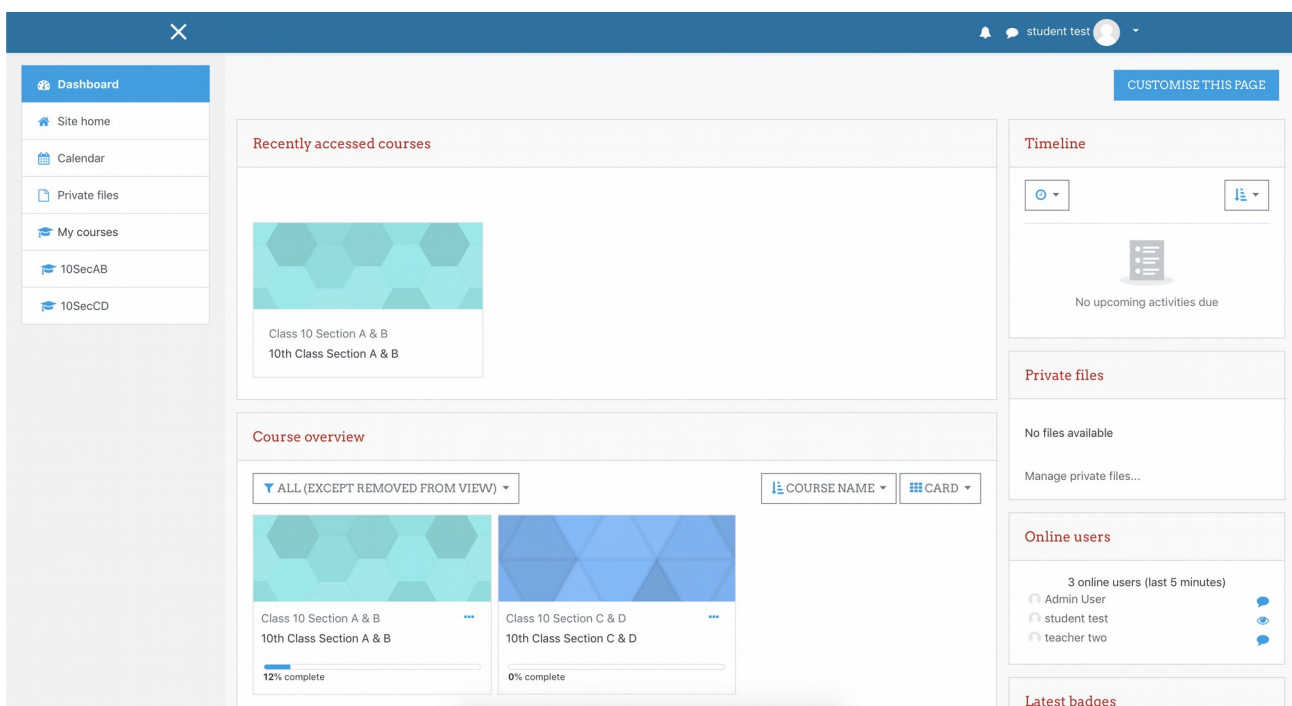 student test
Dashboard
Site home
Calendar
Private files
My courses
10SecAB
10SecCD
CUSTOMISE THIS PAGE
Recently accessed courses
Class 10 Section A & B
10th Class Section A & B
Course overview
ALL (EXCEPT REMOVED FROM VIEW)
COURSE NAME
CARD
Class 10 Section A & B
10th Class Section A & B
12% complete
Class 10 Section C & D
10th Class Section C & D
0% complete
Timeline
No upcoming activities due
Private files
No files available
Manage private files...
Online users
3 online users (last 5 minutes)
Admin User
student test
teacher two
Latest badges